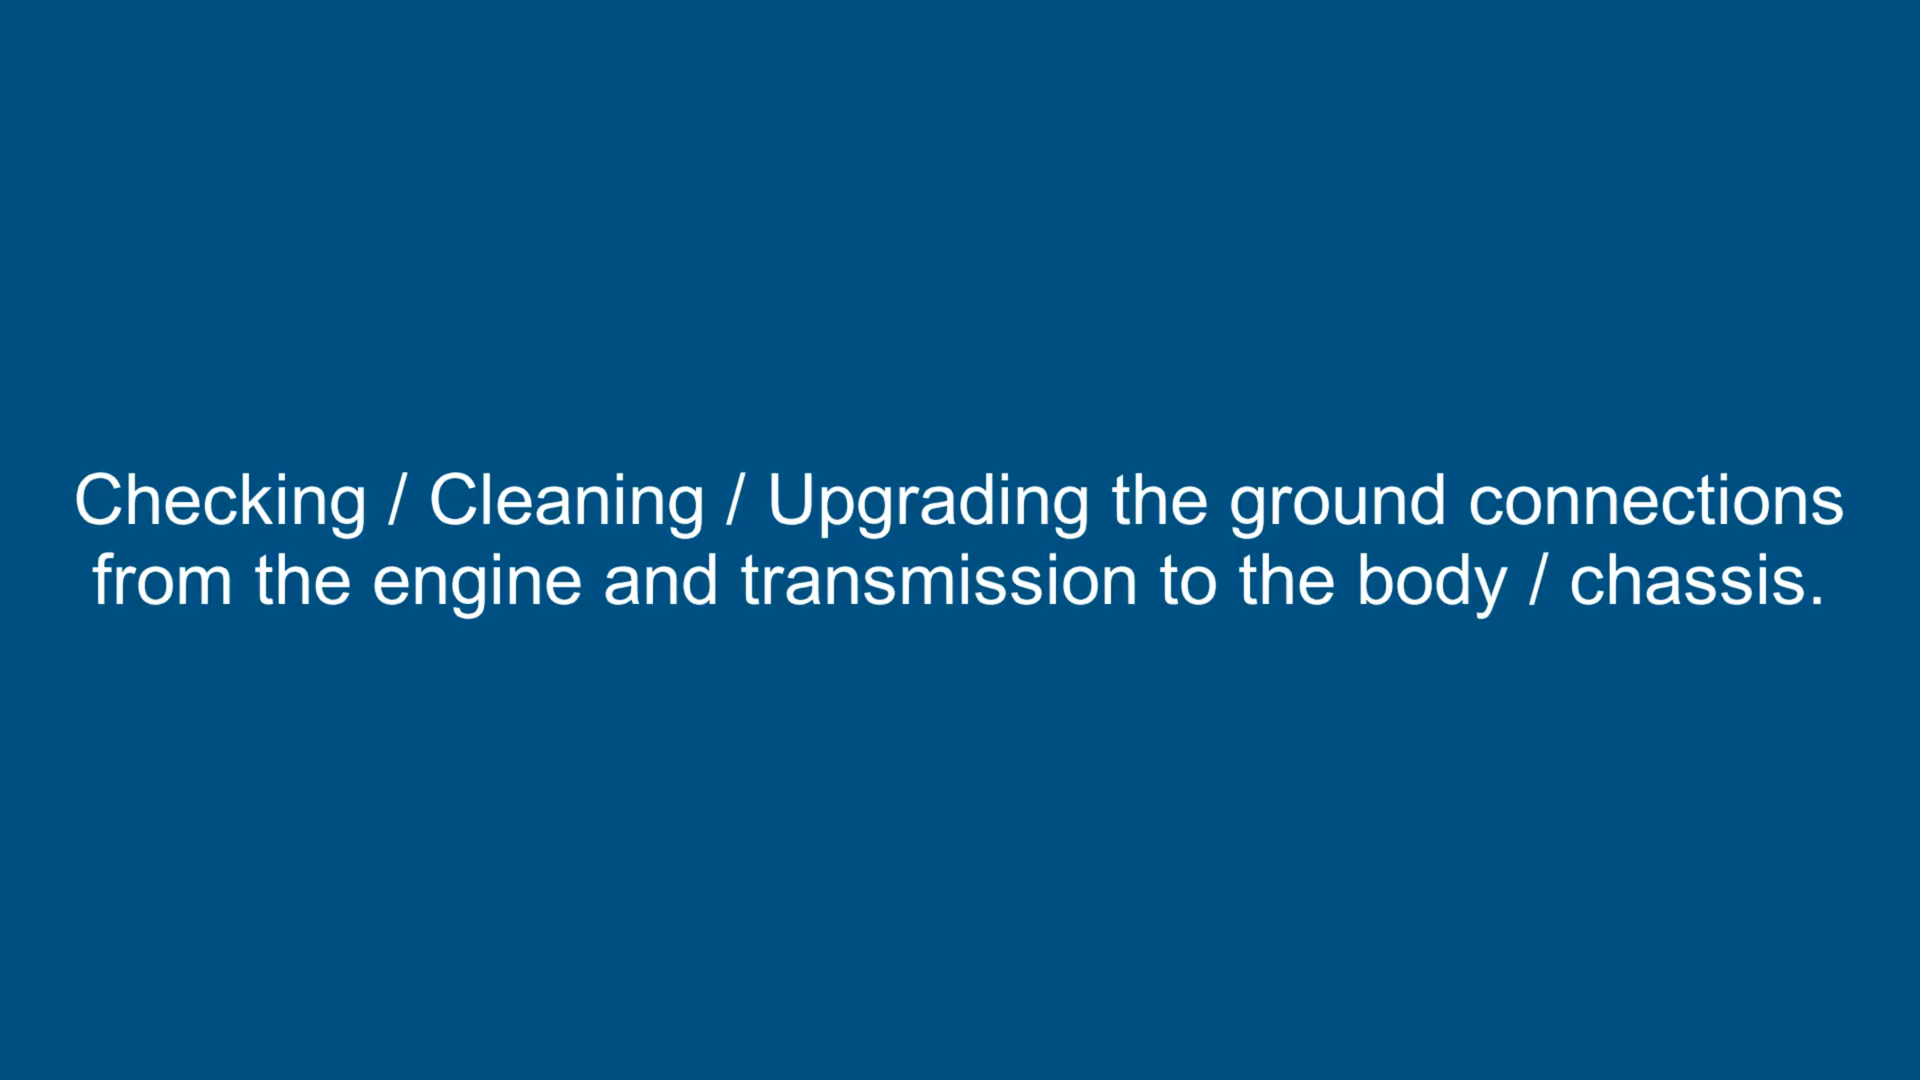 Checking / Cleaning / Upgrading the ground connections
from the engine and transmission to the body / chassis.